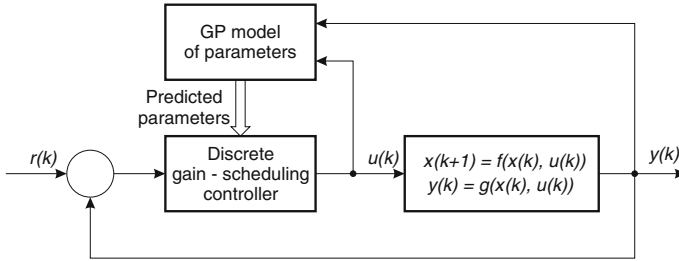 GP model
of parameters
Predicted
parameters
r(k)
Discrete
gain - scheduling
controller
u(k)
x(k+1) = f(x(k), u(k))
y(k) = g(x(k), u(k))
y(k)